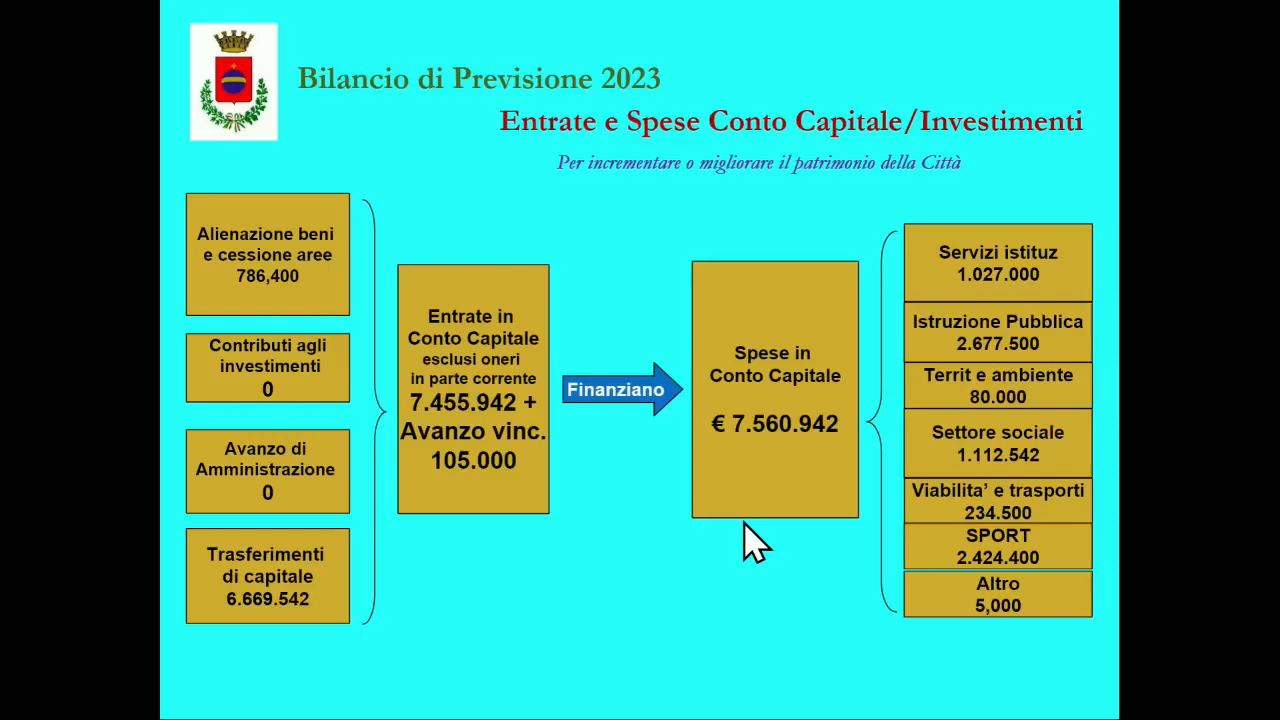 Bilancio di Previsione 2023
Entrate e Spese Conto Capitale/Investimenti
Per incrementare o migliorare il patrimonio della Città
Alienazione beni
e cessione aree
786,400
Contributi agli
investimenti
0
Avanzo di
Amministrazione
0
Trasferimenti
di capitale
6.669.542
Entrate in
Conto Capitale
esclusi oneri
in parte corrente
7.455.942 +
Avanzo vinc.
105.000
Finanziano
Spese in
Conto Capitale
€ 7.560.942
Servizi istituz
1.027.000
Istruzione Pubblica
2.677.500
Territ e ambiente
80.000
Settore sociale
1.112.542
Viabilita’ e trasporti
234.500
SPORT
2.424.400
Altro
5,000